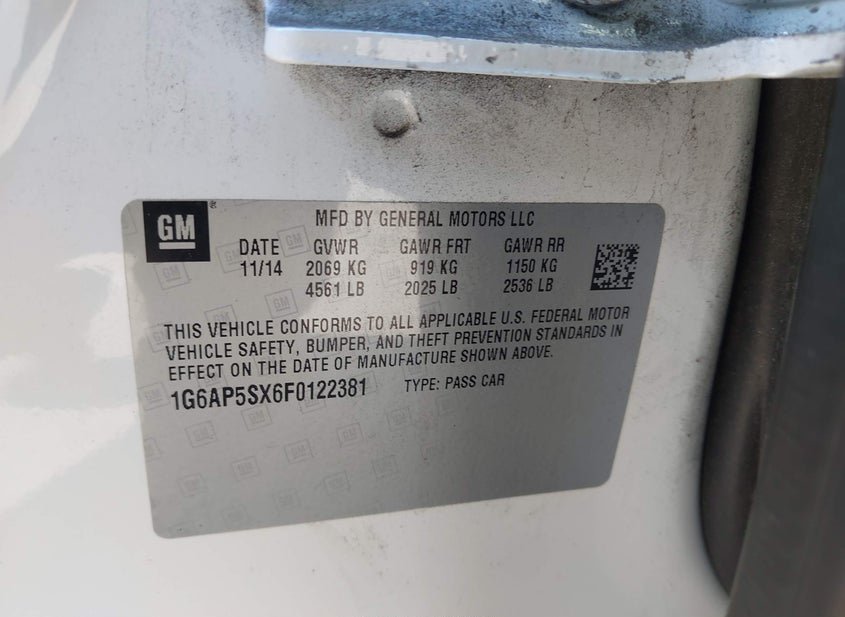 GM
MFD BY GENERAL MOTORS LLC
DATE GVWR GAWR FRT GAWR RR
11/14 2069 KG 919 KG 1150 KG
4561 LB 2025 LB 2536 LB
THIS VEHICLE CONFORMS TO ALL APPLICABLE U.S. FEDERAL MOTOR
VEHICLE SAFETY, BUMPER, AND THEFT PREVENTION STANDARDS IN
EFFECT ON THE DATE OF MANUFACTURE SHOWN ABOVE.
1G6AP5SX6F0122381 TYPE: PASS CAR